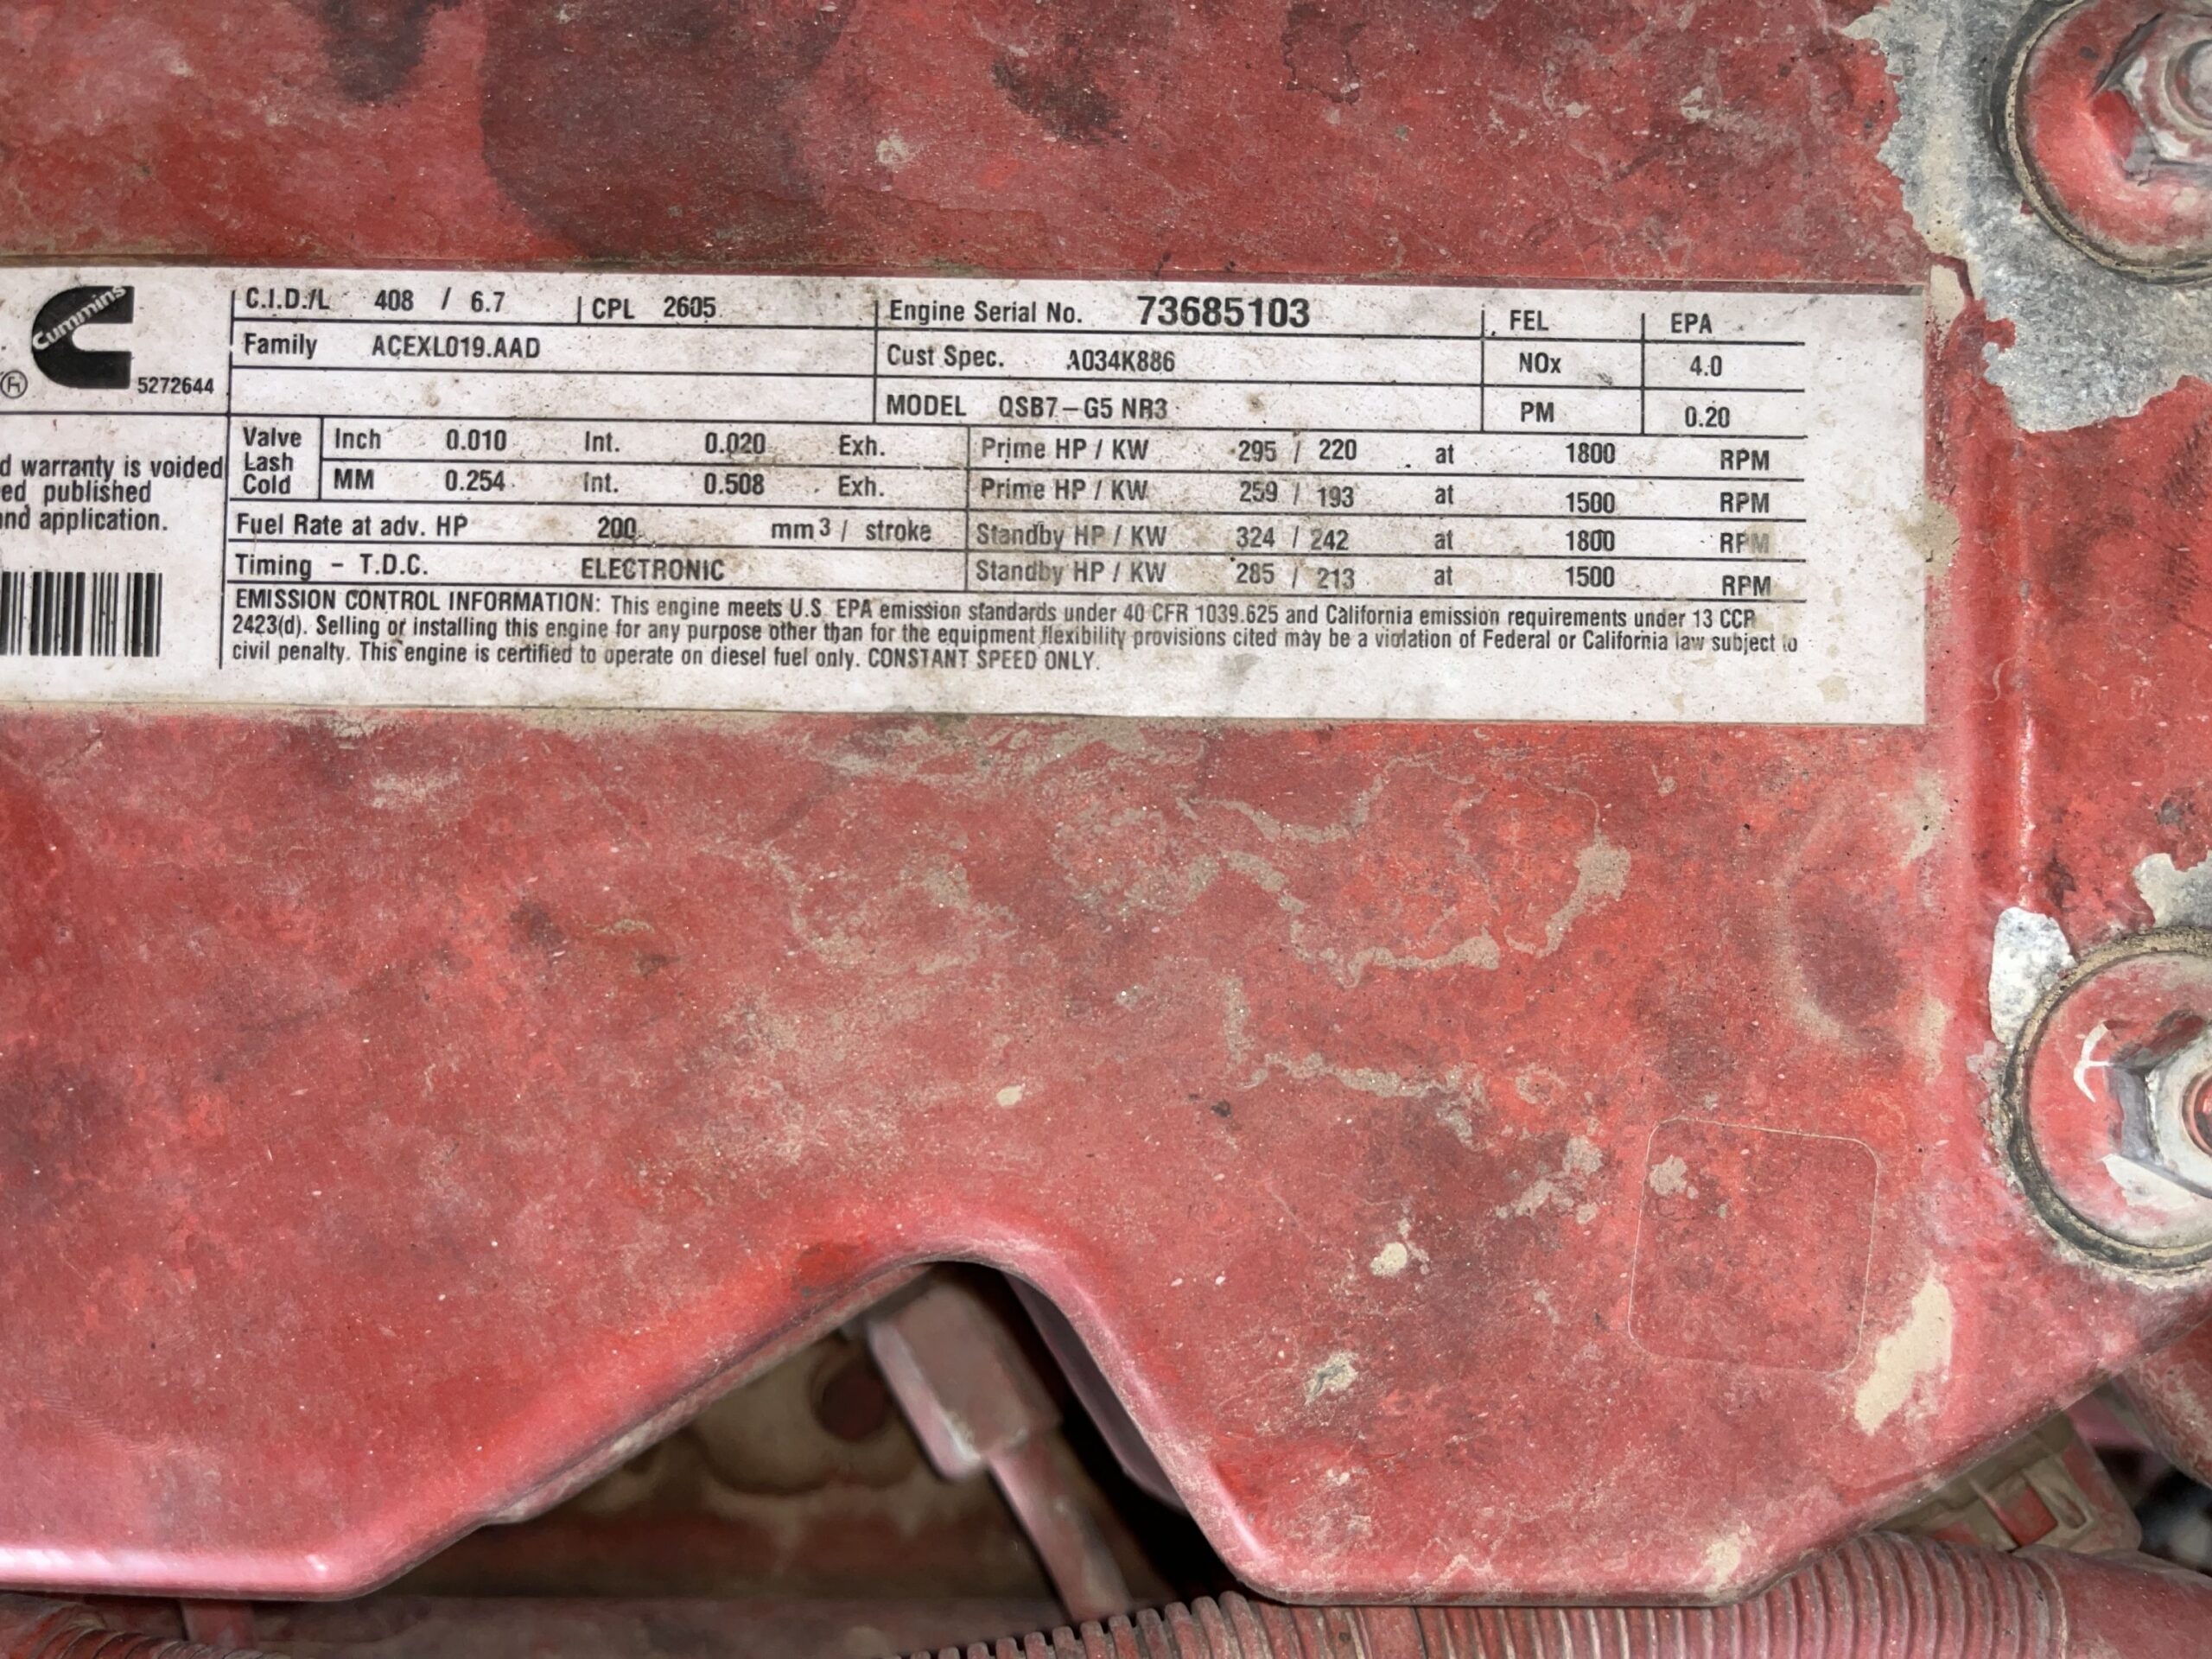 Cummins
5272644
C.I.D./L 408 / 6.7 CPL 2605 Engine Serial No. 73685103 FEL EPA
Family ACEXL019.AAD Cust Spec. A034K886 NOx 4.0
MODEL QSB7-G5 NR3 PM 0.20
Valve Lash Cold Inch 0.010 Int. 0.020 Exh. Prime HP / KW 295 / 220 at 1800 RPM
MM 0.254 Int. 0.508 Exh. Prime HP / KW 259 / 193 at 1500 RPM
Fuel Rate at adv. HP 200 mm3 / stroke Standby HP / KW 324 / 242 at 1800 RPM
Timing - T.D.C. ELECTRONIC Standby HP / KW 285 / 213 at 1500 RPM
EMISSION CONTROL INFORMATION: This engine meets U.S. EPA emission standards under 40 CFR 1039.625 and California emission requirements under 13 CCR
2423(d). Selling or installing this engine for any purpose other than for the equipment flexibility provisions cited may be a violation of Federal or California law subject to
civil penalty. This engine is certified to operate on diesel fuel only. CONSTANT SPEED ONLY.
warranty is voided
published
application.